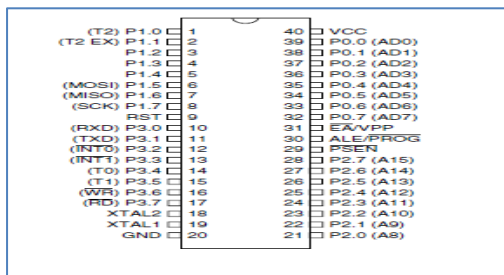 (T2) P1.0 1 40 VCC
(T2 EX) P1.1 2 39 P0.0 (AD0)
P1.2 3 38 P0.1 (AD1)
P1.3 4 37 P0.2 (AD2)
P1.4 5 36 P0.3 (AD3)
(MOSI) P1.5 6 35 P0.4 (AD4)
(MISO) P1.6 7 34 P0.5 (AD5)
(SCK) P1.7 8 33 P0.6 (AD6)
RST 9 32 P0.7 (AD7)
(RXD) P3.0 10 31 E̅A̅/VPP
(TXD) P3.1 11 30 ALE/P̅R̅O̅G̅
(I̅N̅T̅0̅) P3.2 12 29 P̅S̅E̅N̅
(I̅N̅T̅1̅) P3.3 13 28 P2.7 (A15)
(T0) P3.4 14 27 P2.6 (A14)
(T1) P3.5 15 26 P2.5 (A13)
(W̅R̅) P3.6 16 25 P2.4 (A12)
(R̅D̅) P3.7 17 24 P2.3 (A11)
XTAL2 18 23 P2.2 (A10)
XTAL1 19 22 P2.1 (A9)
GND 20 21 P2.0 (A8)